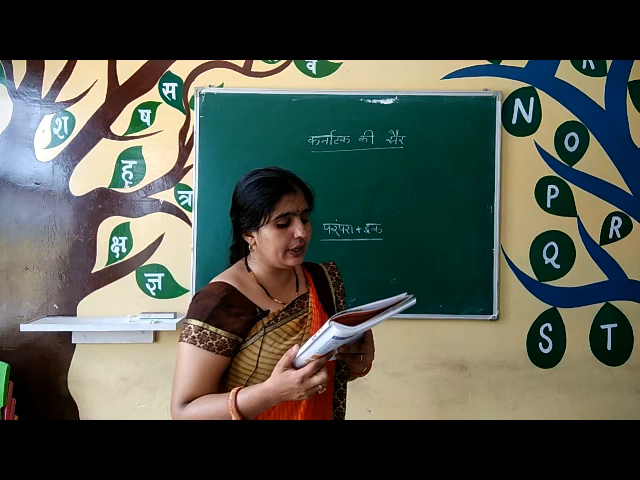 कर्नाटक की सैर
परंपरा + इक
व
स
श
ष
ह
त्र
क्ष
ज्ञ
R
N
O
P
R
Q
S
T